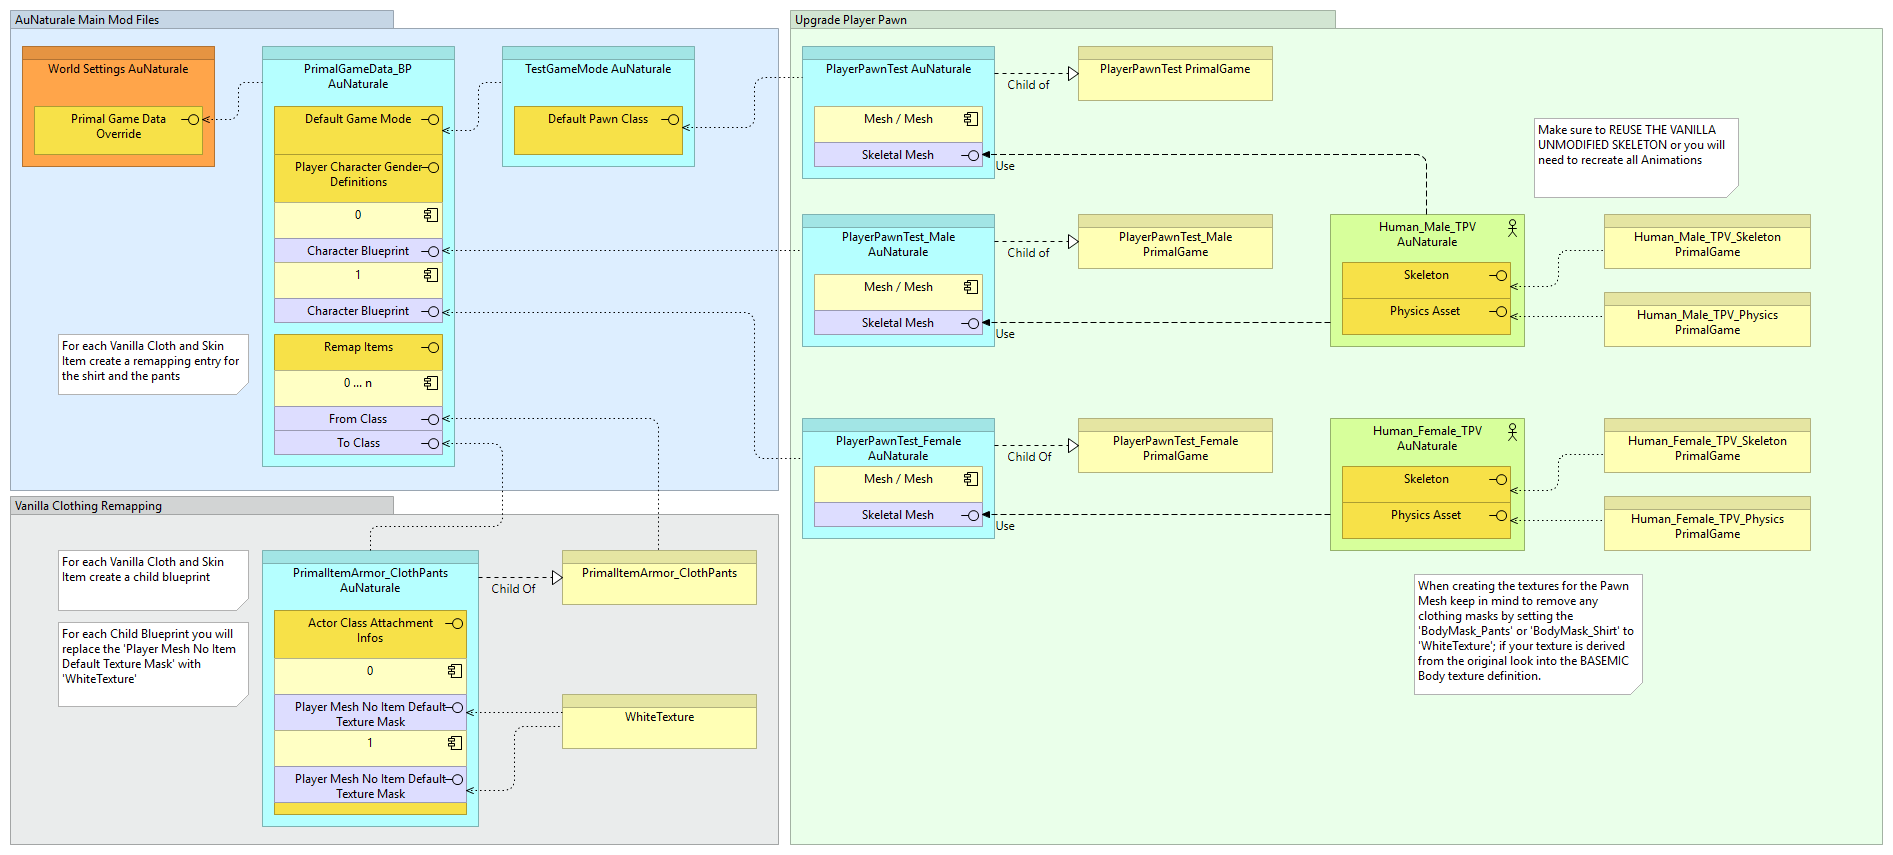 AuNaturale Main Mod Files
World Settings AuNaturale
Primal Game Data
Override
PrimalGameData_BP
AuNaturale
Default Game Mode
Player Character Gender
Definitions
0
Character Blueprint
1
Character Blueprint
Remap Items
0 ... n
From Class
To Class
TestGameMode AuNaturale
Default Pawn Class
For each Vanilla Cloth and Skin
Item create a remapping entry for
the shirt and the pants
Vanilla Clothing Remapping
For each Vanilla Cloth and Skin
Item create a child blueprint
For each Child Blueprint you will
replace the 'Player Mesh No Item
Default Texture Mask' with
'WhiteTexture'
PrimalItemArmor_ClothPants
AuNaturale
Actor Class Attachment
Infos
0
Player Mesh No Item Default
Texture Mask
1
Player Mesh No Item Default
Texture Mask
Child Of
PrimalItemArmor_ClothPants
WhiteTexture
Upgrade Player Pawn
PlayerPawnTest AuNaturale
Mesh / Mesh
Skeletal Mesh
Child of
PlayerPawnTest PrimalGame
Use
Make sure to REUSE THE VANILLA
UNMODIFIED SKELETON or you will
need to recreate all Animations
PlayerPawnTest_Male
AuNaturale
Mesh / Mesh
Skeletal Mesh
Child of
PlayerPawnTest_Male
PrimalGame
Use
Human_Male_TPV
AuNaturale
Skeleton
Physics Asset
Human_Male_TPV_Skeleton
PrimalGame
Human_Male_TPV_Physics
PrimalGame
PlayerPawnTest_Female
AuNaturale
Mesh / Mesh
Skeletal Mesh
Child Of
PlayerPawnTest_Female
PrimalGame
Use
Human_Female_TPV
AuNaturale
Skeleton
Physics Asset
Human_Female_TPV_Skeleton
PrimalGame
Human_Female_TPV_Physics
PrimalGame
When creating the textures for the Pawn
Mesh keep in mind to remove any
clothing masks by setting the
'BodyMask_Pants' or 'BodyMask_Shirt' to
'WhiteTexture'; if your texture is derived
from the original look into the BASEMIC
Body texture definition.